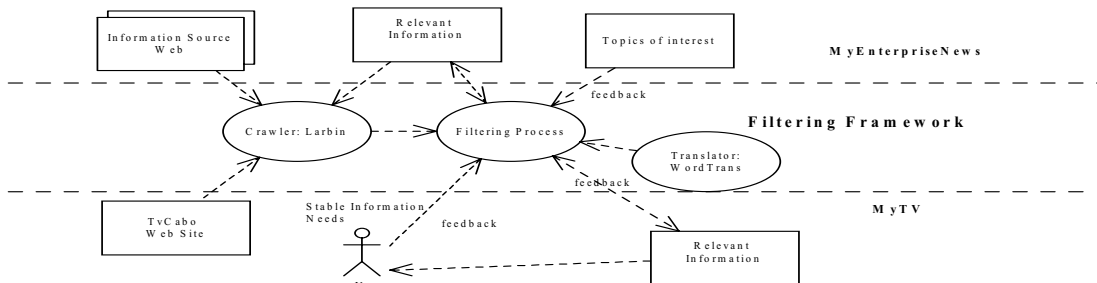 Information Source
Web
Relevant
Information
Topics of interest
MyEnterpriseNews
feedback
Crawler: Larbin
Filtering Process
Filtering Framework
Translator:
WordTrans
feedback
TvCabo
Web Site
Stable Information
Needs
feedback
MyTV
Relevant
Information